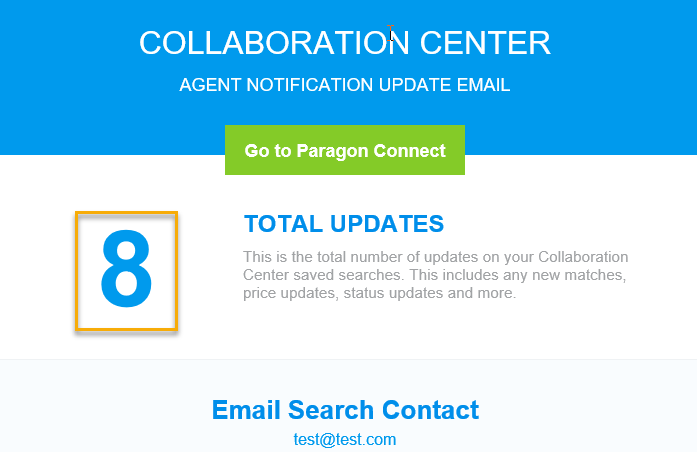 COLLABORATION CENTER
AGENT NOTIFICATION UPDATE EMAIL
Go to Paragon Connect
8
TOTAL UPDATES
This is the total number of updates on your Collaboration
Center saved searches. This includes any new matches,
price updates, status updates and more.
Email Search Contact
test@test.com